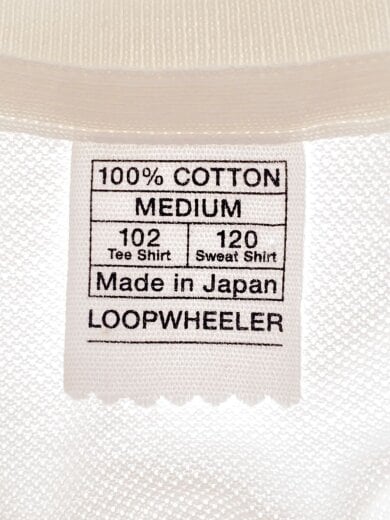 100% COTTON
MEDIUM
102 120
Tee Shirt Sweat Shirt
Made in Japan
LOOPWHEELER